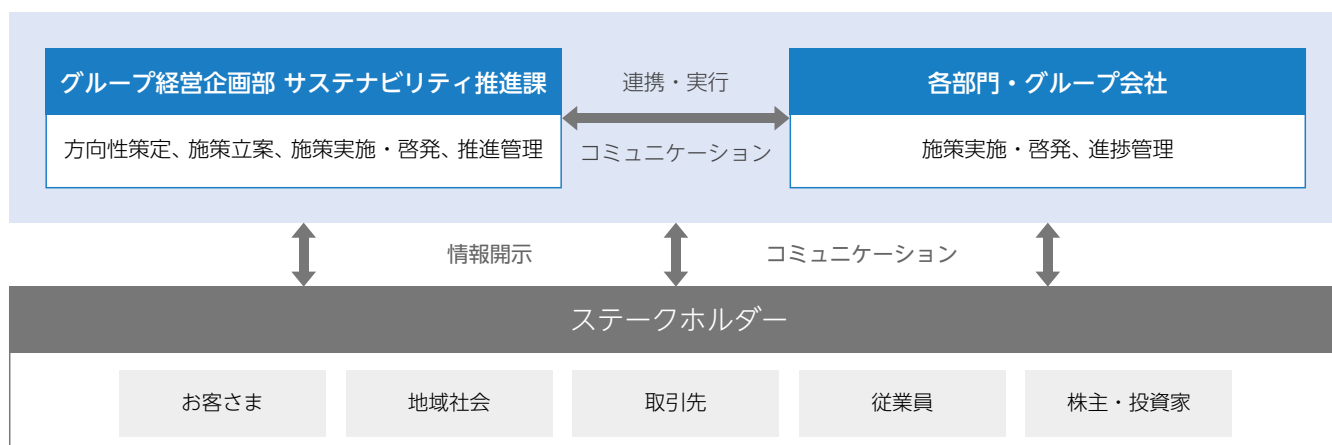 グループ経営企画部 サステナビリティ推進課
方向性策定、施策立案、施策実施・啓発、推進管理
連携・実行
コミュニケーション
各部門・グループ会社
施策実施・啓発、進捗管理
情報開示
コミュニケーション
ステークホルダー
お客さま
地域社会
取引先
従業員
株主・投資家